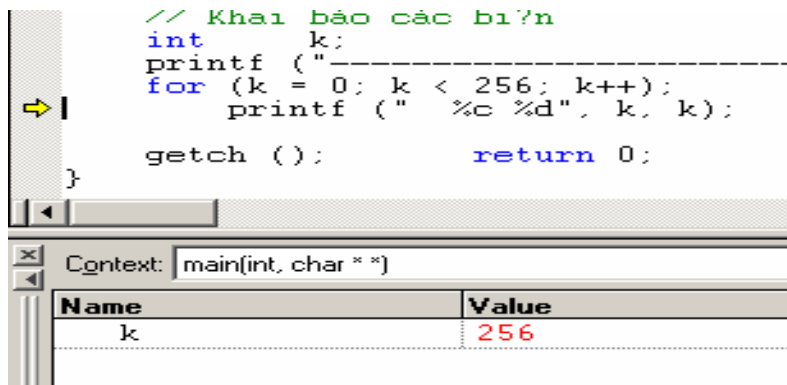 // Khai bào các bi?n
int k;
printf ("--------------------------
for (k = 0; k < 256; k++);
printf (" %c %d", k, k);
getch (); return 0;
}
Context: main(int, char * *)
Name Value
k 256